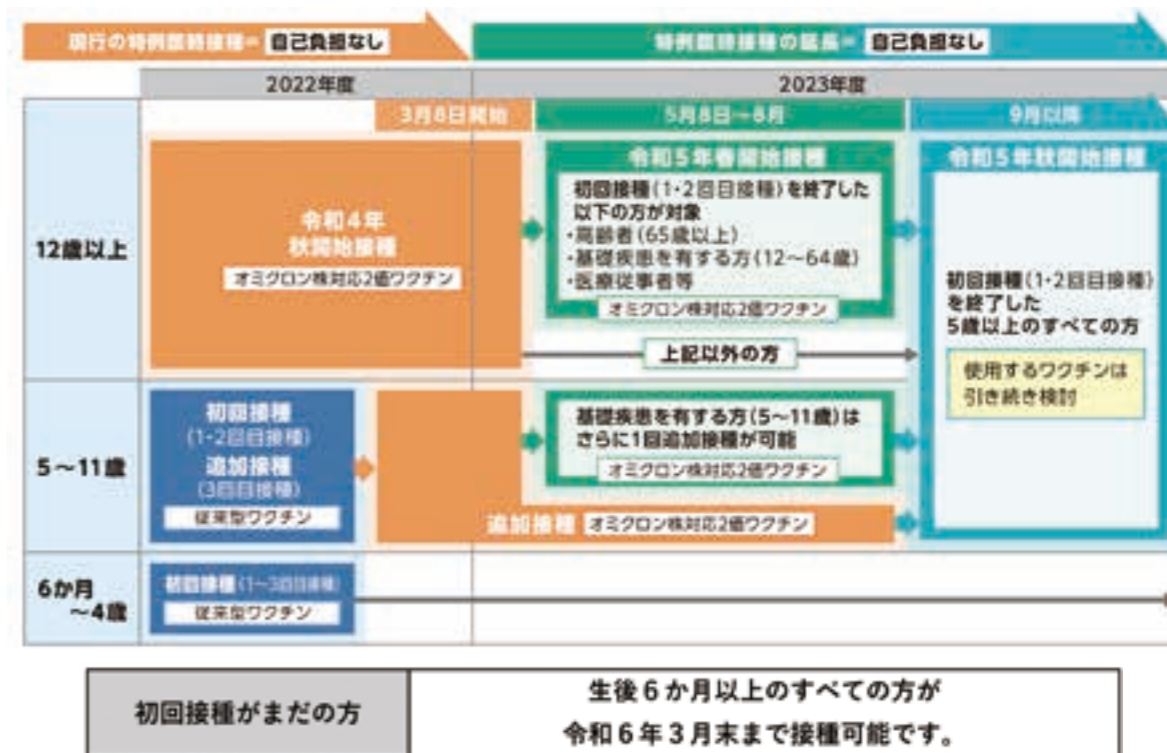 現行の特例臨時接種= 自己負担なし
特例臨時接種の延長= 自己負担なし
2022年度
2023年度
3月8日開始
5月8日~8月
9月以降
12歳以上
令和4年
秋開始接種
オミクロン株対応2価ワクチン
令和5年春開始接種
初回接種(1・2回目接種)を終了した
以下の方が対象
・高齢者(65歳以上)
・基礎疾患を有する方(12~64歳)
・医療従事者等
オミクロン株対応2価ワクチン
上記以外の方
令和5年秋開始接種
初回接種(1・2回目接種)
を終了した
5歳以上のすべての方
使用するワクチンは
引き続き検討
5~11歳
初回接種
(1・2回目接種)
追加接種
(3回目接種)
従来型ワクチン
基礎疾患を有する方(5~11歳)は
さらに1回追加接種が可能
オミクロン株対応2価ワクチン
追加接種 オミクロン株対応2価ワクチン
6か月
~4歳
初回接種(1~3回目接種)
従来型ワクチン
初回接種がまだの方
生後6か月以上のすべての方が
令和6年3月末まで接種可能です。